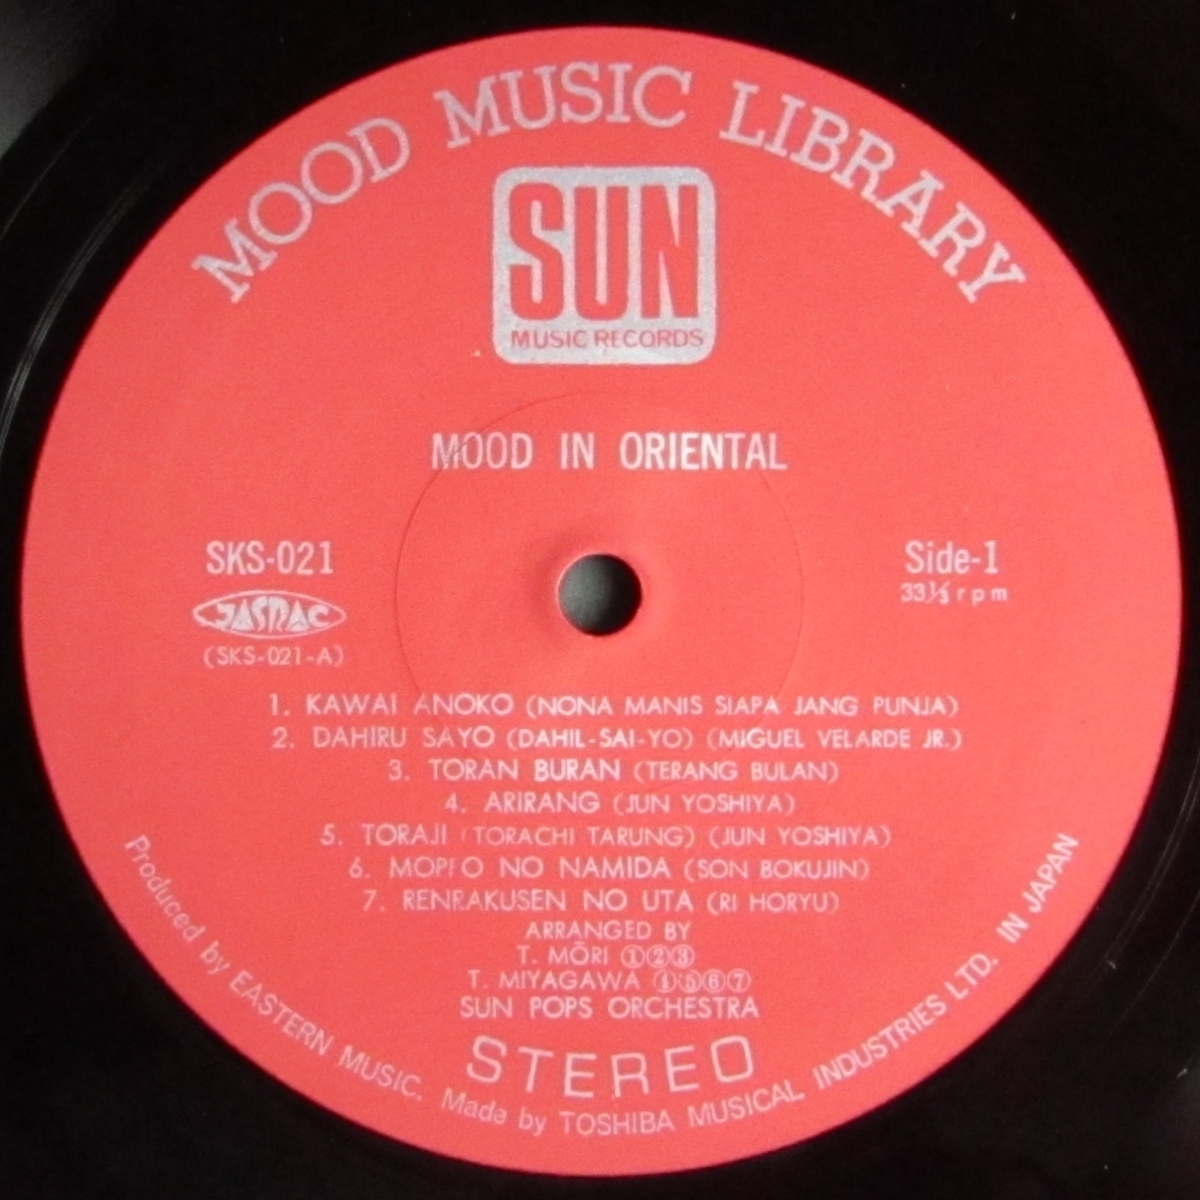 MOOD MUSIC LIBRARY
SUN
MUSIC RECORDS
MOOD IN ORIENTAL
SKS-021
Side-1
33⅓ rpm
JASRAC
(SKS-021-A)
1. KAWAI ANOKO (NONA MANIS SIAPA JANG PUNJA)
2. DAHIRU SAYO (DAHIL-SAI-YO) (MIGUEL VELARDE JR.)
3. TORAN BURAN (TERANG BULAN)
4. ARIRANG (JUN YOSHIYA)
5. TORAJI (TORACHI TARUNG) (JUN YOSHIYA)
6. NO NAMIDA (SON BOKUJIN)
7. RENRAKUSEN NO UTA (RI HORYU)
ARRANGED BY
T. MŌRI ①②③
T. MIYAGAWA ④⑤⑥⑦
SUN POPS ORCHESTRA
STEREO
Produced by EASTERN MUSIC. Made by TOSHIBA MUSICAL INDUSTRIES LTD. IN JAPAN